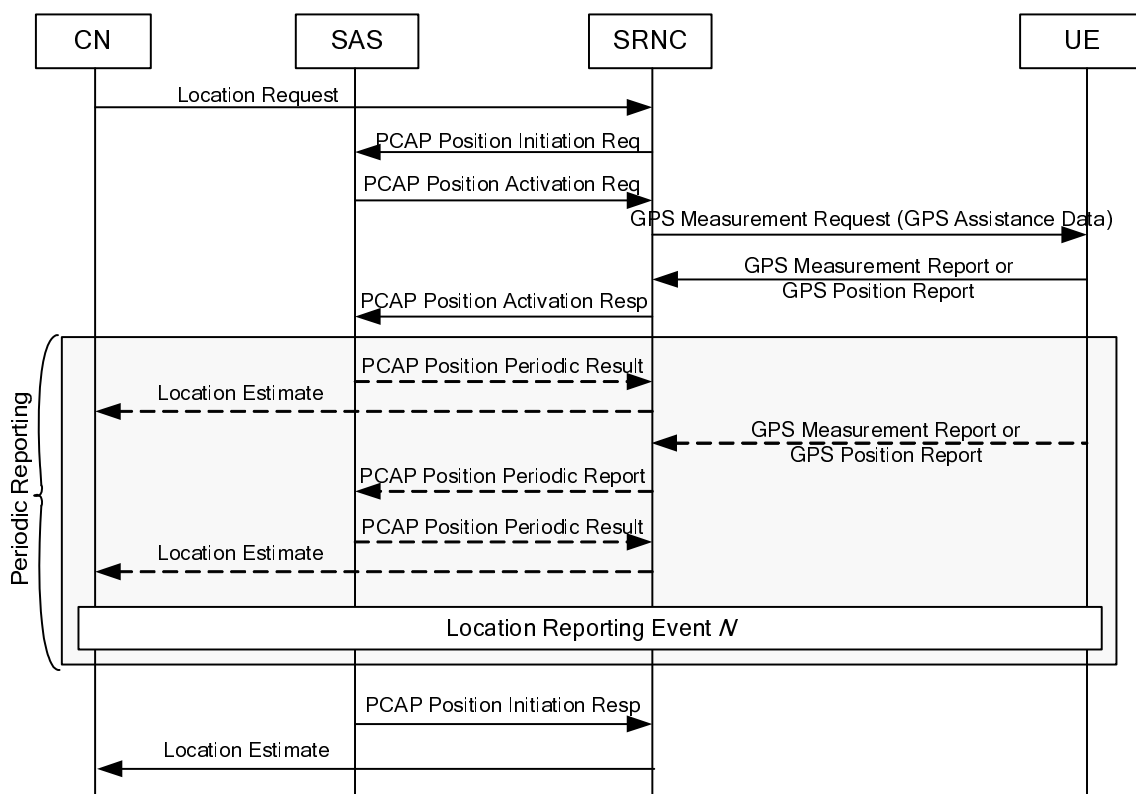 CN
SAS
SRNC
UE
Location Request
PCAP Position Initiation Req
PCAP Position Activation Req
GPS Measurement Request (GPS Assistance Data)
GPS Measurement Report or
GPS Position Report
PCAP Position Activation Resp
Periodic Reporting
PCAP Position Periodic Result
Location Estimate
GPS Measurement Report or
GPS Position Report
PCAP Position Periodic Report
PCAP Position Periodic Result
Location Estimate
Location Reporting Event N
PCAP Position Initiation Resp
Location Estimate